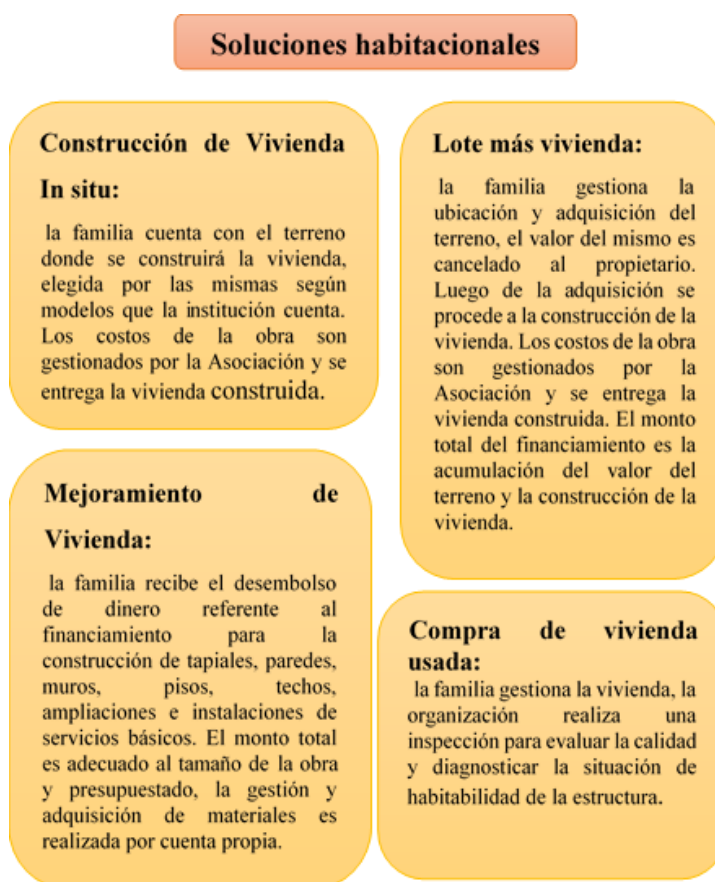 Soluciones habitacionales
Construcción de Vivienda
In situ:
la familia cuenta con el terreno
donde se construirá la vivienda,
elegida por las mismas según
modelos que la institución cuenta.
Los costos de la obra son
gestionados por la Asociación y se
entrega la vivienda construida.
Lote más vivienda:
la familia gestiona la
ubicación y adquisición del
terreno, el valor del mismo es
cancelado al propietario.
Luego de la adquisición se
procede a la construcción de la
vivienda. Los costos de la obra
son gestionados por la
Asociación y se entrega la
vivienda construida. El monto
total del financiamiento es la
acumulación del valor del
terreno y la construcción de la
vivienda.
Mejoramiento de
Vivienda:
la familia recibe el desembolso
de dinero referente al
financiamiento para la
construcción de tapiales, paredes,
muros, pisos, techos,
ampliaciones e instalaciones de
servicios básicos. El monto total
es adecuado al tamaño de la obra
y presupuestado, la gestión y
adquisición de materiales es
realizada por cuenta propia.
Compra de vivienda
usada:
la familia gestiona la vivienda, la
organización realiza una
inspección para evaluar la calidad
y diagnosticar la situación de
habitabilidad de la estructura.